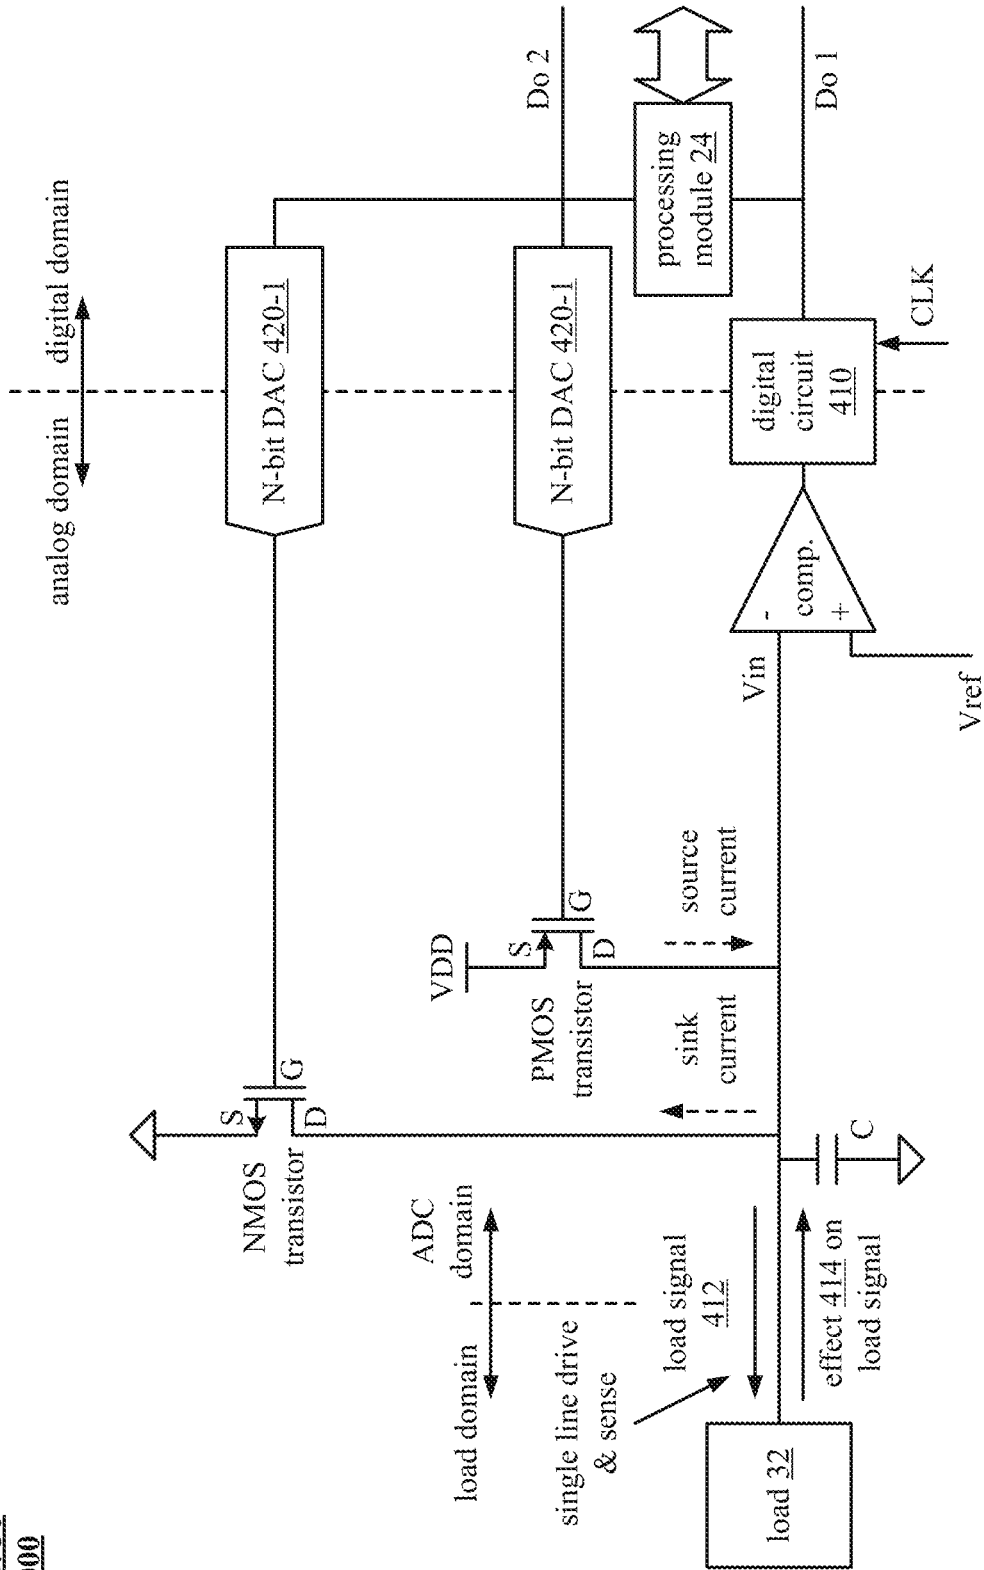 000
analog domain
digital domain
N-bit DAC 420-1
N-bit DAC 420-1
Do 2
processing
module 24
Do 1
digital
circuit
410
CLK
comp.
-
+
Vin
Vref
NMOS
transistor
S
G
D
VDD
PMOS
transistor
S
G
D
sink
current
source
current
C
load domain
ADC
domain
single line drive
& sense
load signal
412
effect 414 on
load signal
load 32